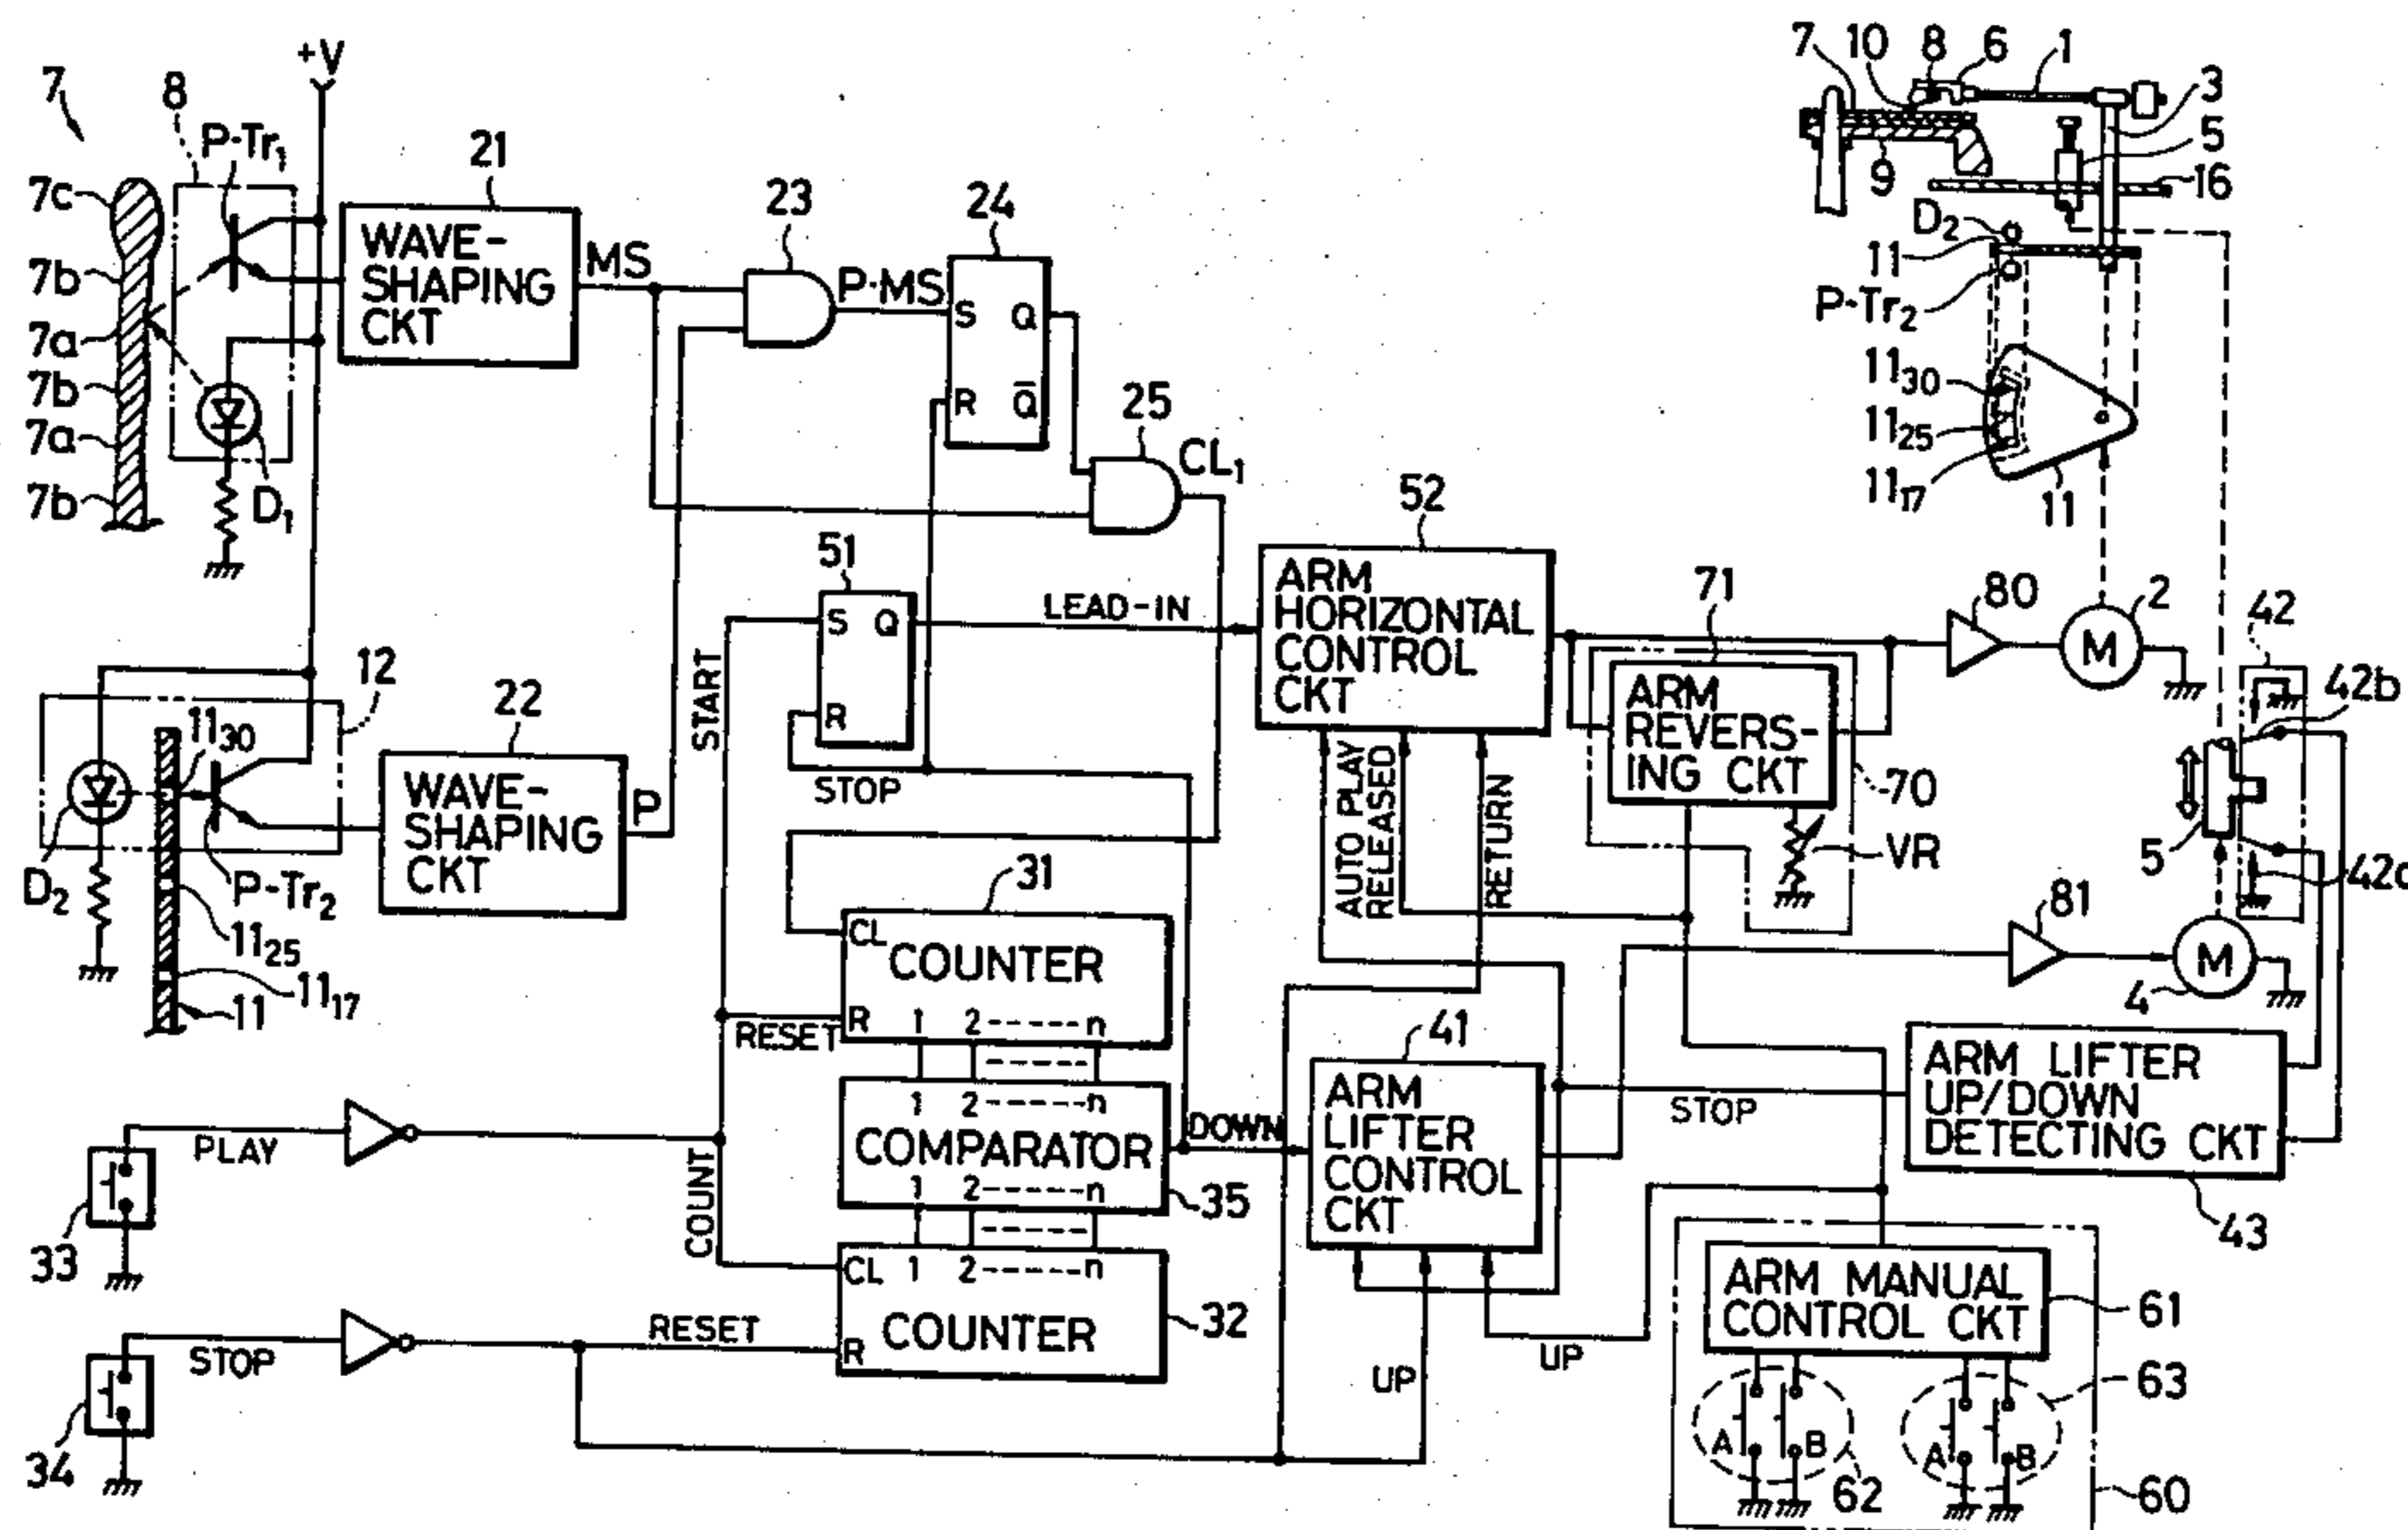 +V
7
8
P-Tr1
21
7c
7b
7a
7b
7a
7b
D1
WAVE-
SHAPING
CKT
MS
23
P·MS
24
S Q
R Q̄
25
CL1
7 10 8 6 1
3
5
9
16
D2
11
P-Tr2
1130
1125
1117
11
12
1130
D2
P-Tr2
1125
1117
11
22
WAVE-
SHAPING
CKT
P
51
S Q
R
START
STOP
LEAD-IN
52
ARM
HORIZONTAL
CONTROL
CKT
AUTO PLAY
RELEASED
RETURN
71
ARM
REVERS-
ING CKT
70
VR
80
M
2
42
42b
5
42a
81
M
4
31
CL
COUNTER
R 1 2-----n
RESET
1 2-----n
COMPARATOR
1 2-----n
35
DOWN
COUNT
CL 1 2-----n
COUNTER
R
32
RESET
PLAY
33
STOP
34
41
ARM
LIFTER
CONTROL
CKT
UP
UP
STOP
ARM LIFTER
UP/DOWN
DETECTING CKT
43
ARM MANUAL
CONTROL CKT
61
A B
62
A B
63
60